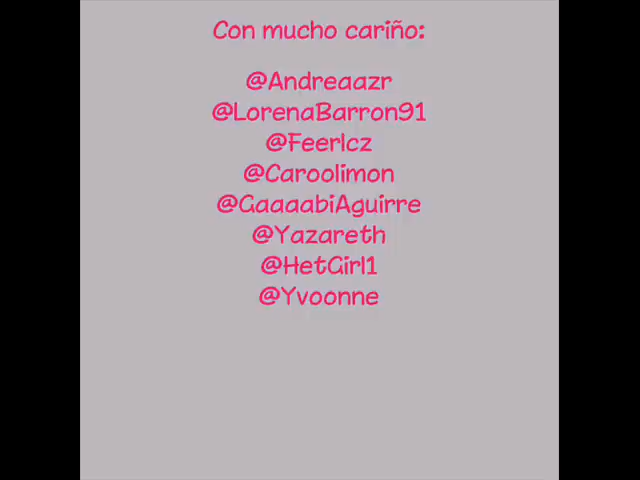 Con mucho cariño:
@Andreaazr
@LorenaBarron91
@Feerlcz
@Caroolimon
@GaaaabiAguirre
@Yazareth
@HetGirl1
@Yvoonne